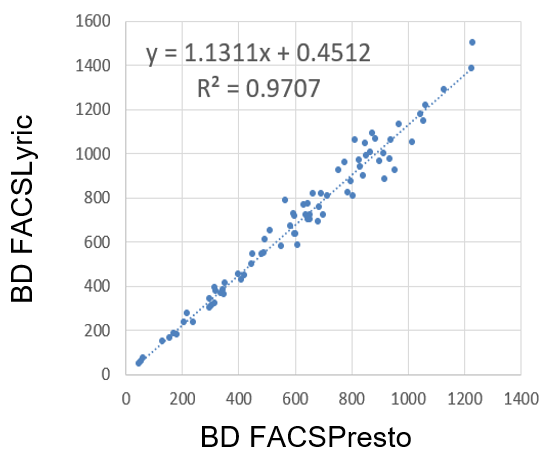 1600
1400
1200
1000
800
600
400
200
0
y = 1.1311x + 0.4512
R² = 0.9707
BD FACSLyric
0 200 400 600 800 1000 1200 1400
BD FACSPresto